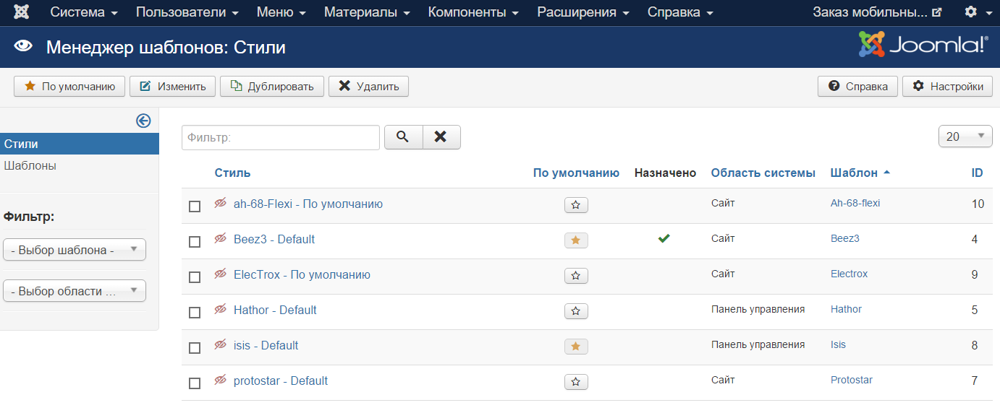 Система Пользователи Меню Материалы Компоненты Расширения Справка Заказ мобильны...
Менеджер шаблонов: Стили Joomla!®
По умолчанию Изменить Дублировать Удалить Справка Настройки
Стили
Шаблоны
Фильтр:
- Выбор шаблона -
- Выбор области ...
Фильтр: 20
Стиль По умолчанию Назначено Область системы Шаблон ID
ah-68-Flexi - По умолчанию Сайт Ah-68-flexi 10
Beez3 - Default Сайт Beez3 4
ElecTrox - По умолчанию Сайт Electrox 9
Hathor - Default Панель управления Hathor 5
isis - Default Панель управления Isis 8
protostar - Default Сайт Protostar 7